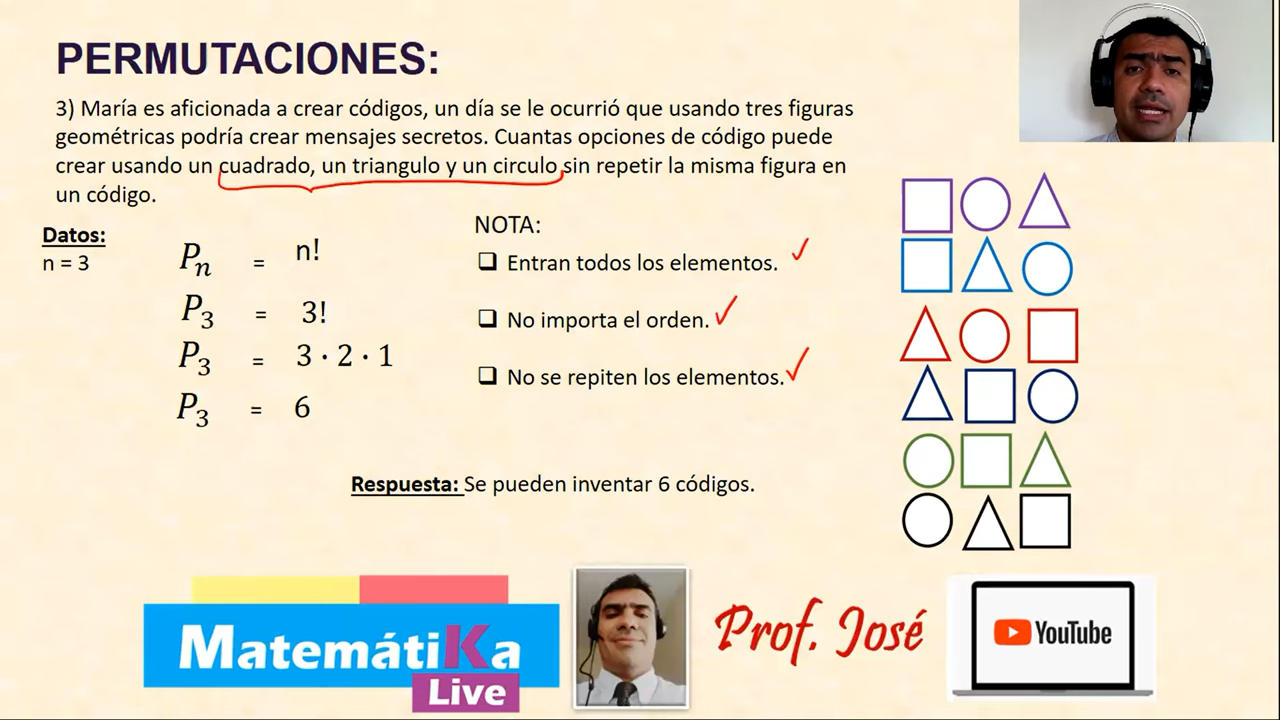 PERMUTACIONES:
3) María es aficionada a crear códigos, un día se le ocurrió que usando tres figuras
geométricas podría crear mensajes secretos. Cuantas opciones de código puede
crear usando un cuadrado, un triangulo y un circulo sin repetir la misma figura en
un código.
Datos:
n = 3
Pₙ = n!
P₃ = 3!
P₃ = 3 · 2 · 1
P₃ = 6
NOTA:
❑ Entran todos los elementos.
❑ No importa el orden.
❑ No se repiten los elementos.
Respuesta: Se pueden inventar 6 códigos.
MatemátiKa
Live
Prof. José
YouTube